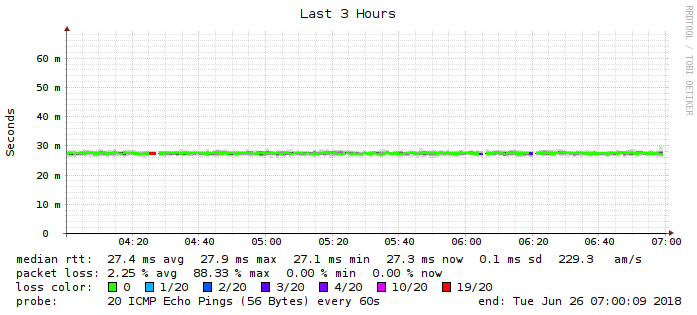 Last 3 Hours
RRDTOOL / TOBI OETIKER
Seconds
60 m
50 m
40 m
30 m
20 m
10 m
0
04:20 04:40 05:00 05:20 05:40 06:00 06:20 06:40 07:00
median rtt: 27.4 ms avg 27.9 ms max 27.1 ms min 27.3 ms now 0.1 ms sd 229.3 am/s
packet loss: 2.25 % avg 88.33 % max 0.00 % min 0.00 % now
loss color: 0 1/20 2/20 3/20 4/20 10/20 19/20
probe: 20 ICMP Echo Pings (56 Bytes) every 60s end: Tue Jun 26 07:00:09 2018